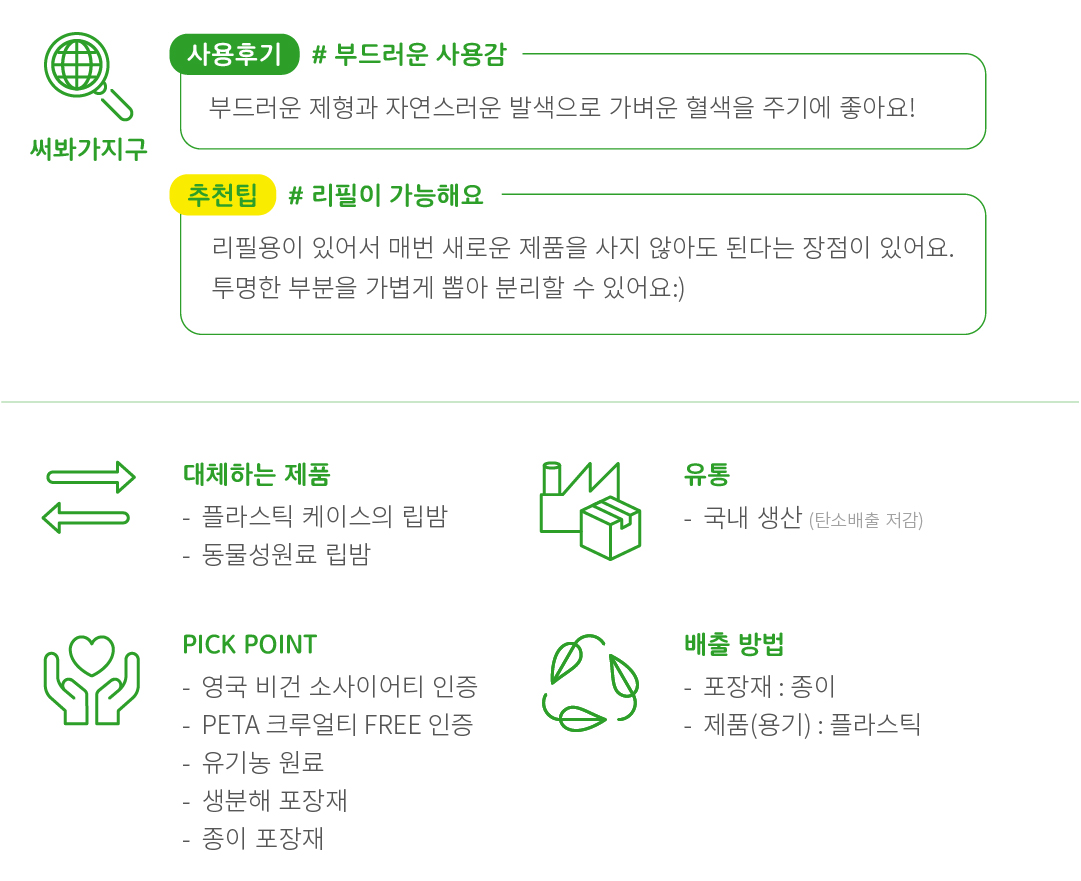 써봐가지구
사용후기 # 부드러운 사용감
부드러운 제형과 자연스러운 발색으로 가벼운 혈색을 주기에 좋아요!
추천팁 # 리필이 가능해요
리필용이 있어서 매번 새로운 제품을 사지 않아도 된다는 장점이 있어요.
투명한 부분을 가볍게 뽑아 분리할 수 있어요:)
대체하는 제품
- 플라스틱 케이스의 립밤
- 동물성원료 립밤
유통
- 국내 생산 (탄소배출 저감)
PICK POINT
- 영국 비건 소사이어티 인증
- PETA 크루얼티 FREE 인증
- 유기농 원료
- 생분해 포장재
- 종이 포장재
배출 방법
- 포장재 : 종이
- 제품(용기) : 플라스틱